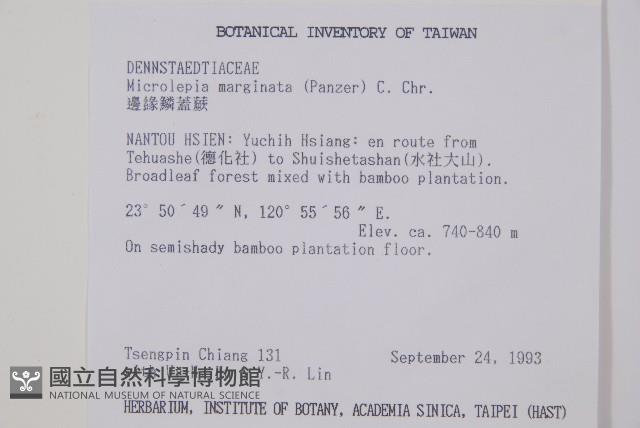 BOTANICAL INVENTORY OF TAIWAN
DENNSTAEDTIACEAE
Microlepia marginata (Panzer) C. Chr.
邊緣鱗蓋蕨
NANTOU HSIEN: Yuchih Hsiang: en route from
Tehuashe(德化社) to Shuishetashan(水社大山).
Broadleaf forest mixed with bamboo plantation.
23° 50´49 ″ N, 120° 55´56 ″ E.
Elev. ca. 740-840 m
On semishady bamboo plantation floor.
Tsengpin Chiang 131 September 24, 1993
Y.-R. Lin
國立自然科學博物館
NATIONAL MUSEUM OF NATURAL SCIENCE
HERBARIUM, INSTITUTE OF BOTANY, ACADEMIA SINICA, TAIPEI (HAST)